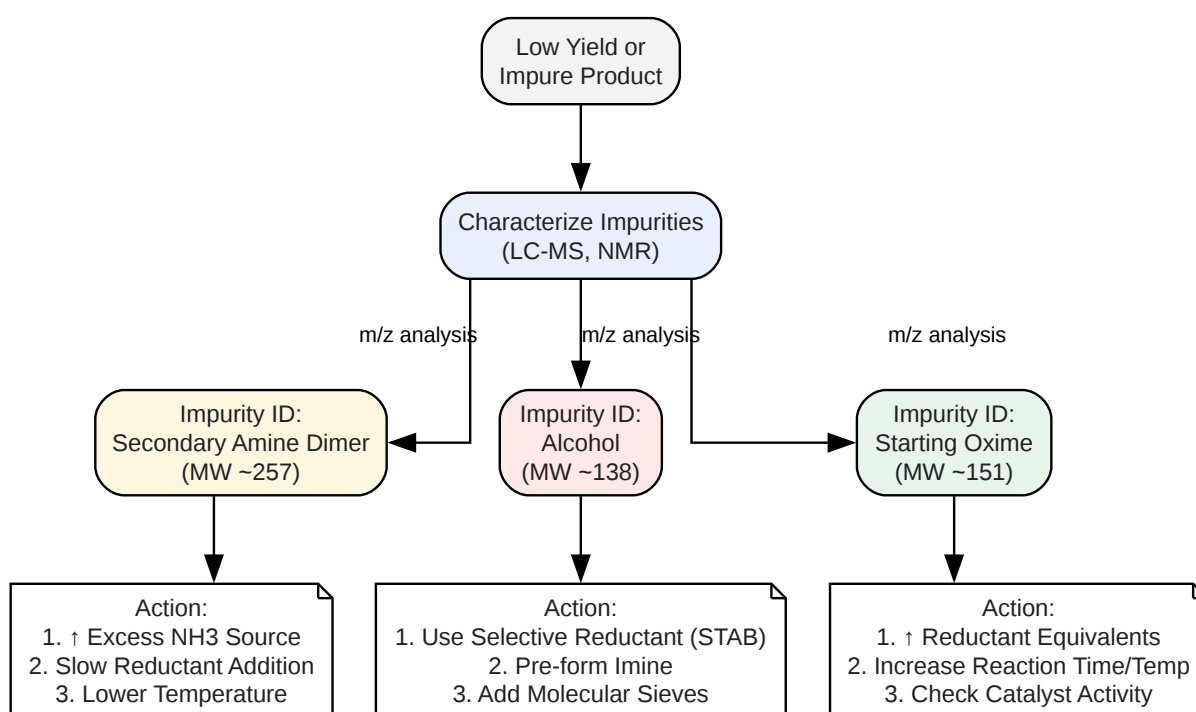 Low Yield or
Impure Product
Characterize Impurities
(LC-MS, NMR)
m/z analysis
m/z analysis
m/z analysis
Impurity ID:
Secondary Amine Dimer
(MW ~257)
Impurity ID:
Alcohol
(MW ~138)
Impurity ID:
Starting Oxime
(MW ~151)
Action:
1. ↑ Excess NH3 Source
2. Slow Reductant Addition
3. Lower Temperature
Action:
1. Use Selective Reductant (STAB)
2. Pre-form Imine
3. Add Molecular Sieves
Action:
1. ↑ Reductant Equivalents
2. Increase Reaction Time/Temp
3. Check Catalyst Activity